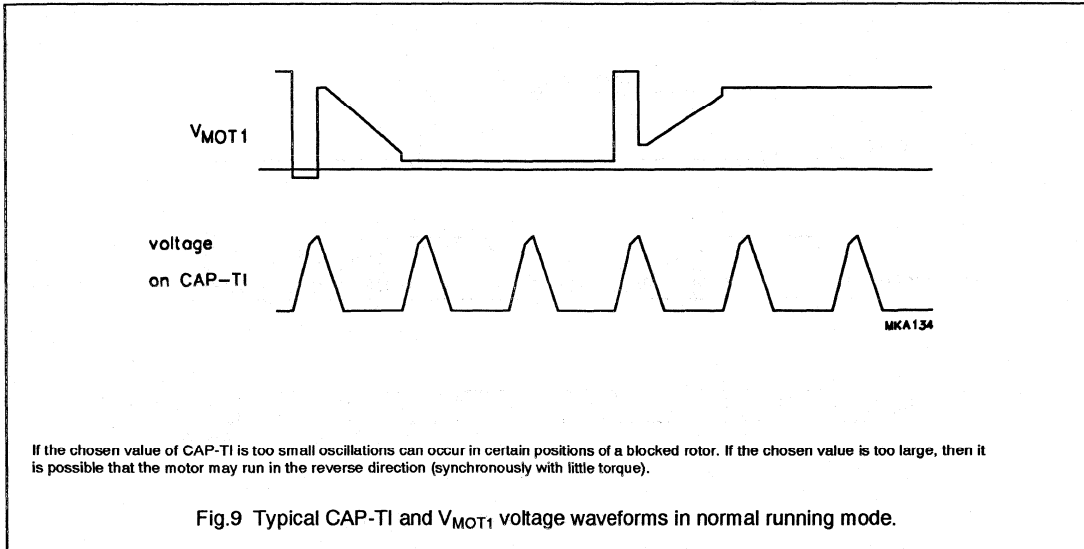 VMOT1
voltage
on CAP-TI
MKA134
If the chosen value of CAP-TI is too small oscillations can occur in certain positions of a blocked rotor. If the chosen value is too large, then it
is possible that the motor may run in the reverse direction (synchronously with little torque).
Fig.9 Typical CAP-TI and VMOT1 voltage waveforms in normal running mode.